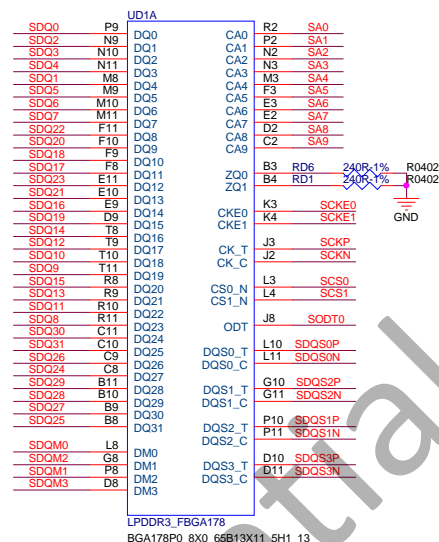 UD1A
SDQ0 P9 DQ0 CA0 R2 SA0
SDQ2 N9 DQ1 CA1 P2 SA1
SDQ3 N10 DQ2 CA2 N2 SA2
SDQ4 N11 DQ3 CA3 N3 SA3
SDQ1 M8 DQ4 CA4 M3 SA4
SDQ5 M9 DQ5 CA5 F3 SA5
SDQ6 M10 DQ6 CA6 E3 SA6
SDQ7 M11 DQ7 CA7 E2 SA7
SDQ22 F11 DQ8 CA8 D2 SA8
SDQ20 F10 DQ9 CA9 C2 SA9
SDQ18 F9 DQ10
SDQ17 F8 DQ11 ZQ0 B3 RD6 240R-1% R0402
SDQ23 E11 DQ12 ZQ1 B4 RD1 240R-1% R0402
SDQ21 E10 DQ13
SDQ16 E9 DQ14 CKE0 K3 SCKE0
SDQ19 D9 DQ15 CKE1 K4 SCKE1
GND
SDQ14 T8 DQ16
SDQ12 T9 DQ17 CK_T J3 SCKP
SDQ10 T10 DQ18 CK_C J2 SCKN
SDQ9 T11 DQ19
SDQ15 R8 DQ20 CS0_N L3 SCS0
SDQ13 R9 DQ21 CS1_N L4 SCS1
SDQ11 R10 DQ22
SDQ8 R11 DQ23 ODT J8 SODT0
SDQ30 C11 DQ24
SDQ31 C10 DQ25 DQS0_T L10 SDQS0P
SDQ26 C9 DQ26 DQS0_C L11 SDQS0N
SDQ24 C8 DQ27
SDQ29 B11 DQ28 DQS1_T G10 SDQS2P
SDQ28 B10 DQ29 DQS1_C G11 SDQS2N
SDQ27 B9 DQ30
SDQ25 B8 DQ31 DQS2_T P10 SDQS1P
DQS2_C P11 SDQS1N
SDQM0 L8 DM0
SDQM2 G8 DM1 DQS3_T D10 SDQS3P
SDQM1 P8 DM2 DQS3_C D11 SDQS3N
SDQM3 D8 DM3
LPDDR3_FBGA178
BGA178P0_8X0_65B13X11_5H1_13